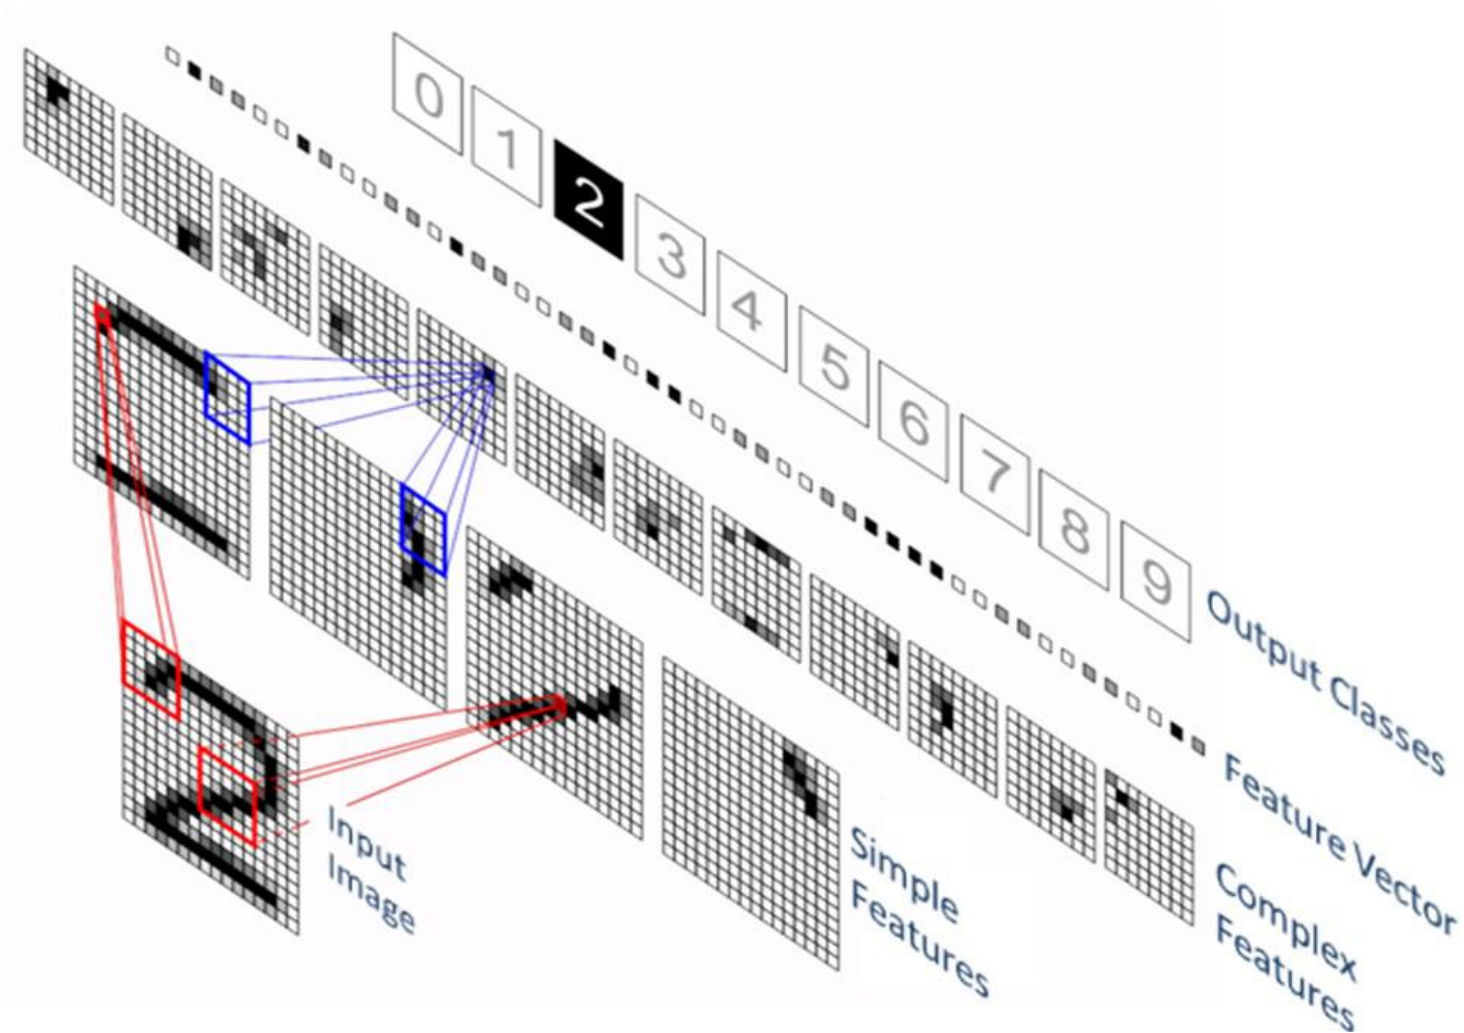 0
1
2
3
4
5
6
7
8
9
Output Classes
Feature Vector
Complex
Features
Simple
Features
Input
Image